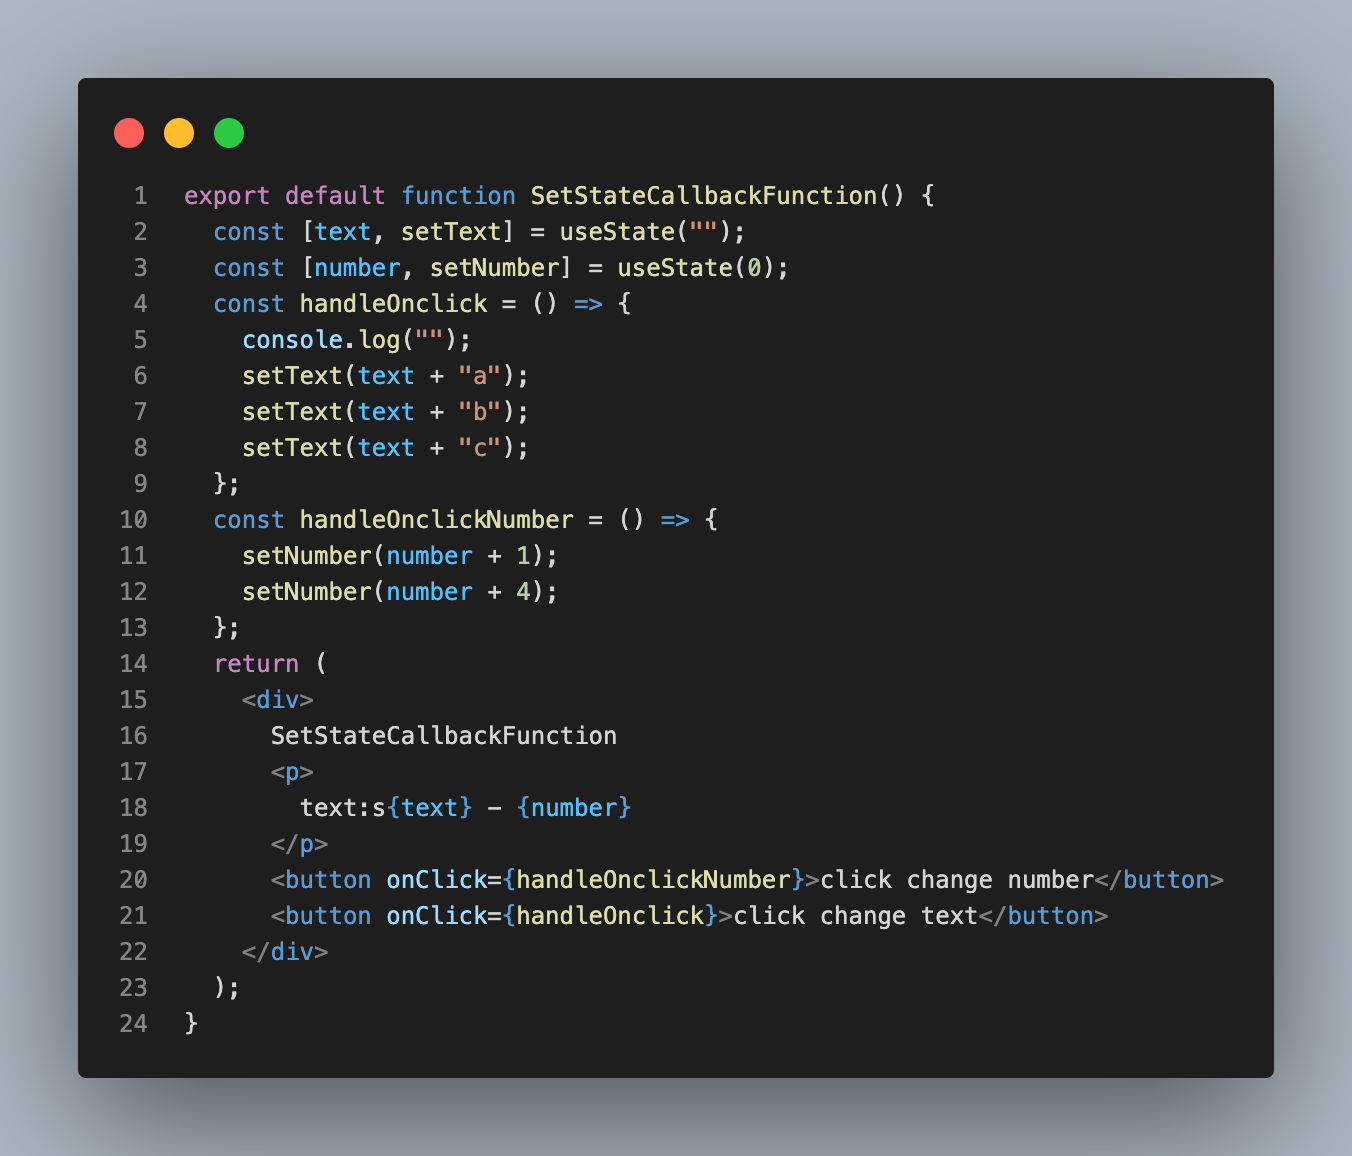 1 export default function SetStateCallbackFunction() {
2   const [text, setText] = useState("");
3   const [number, setNumber] = useState(0);
4   const handleOnclick = () => {
5     console.log("");
6     setText(text + "a");
7     setText(text + "b");
8     setText(text + "c");
9   };
10   const handleOnclickNumber = () => {
11     setNumber(number + 1);
12     setNumber(number + 4);
13   };
14   return (
15     <div>
16       SetStateCallbackFunction
17       <p>
18         text:s{text} - {number}
19       </p>
20       <button onClick={handleOnclickNumber}>click change number</button>
21       <button onClick={handleOnclick}>click change text</button>
22     </div>
23   );
24 }